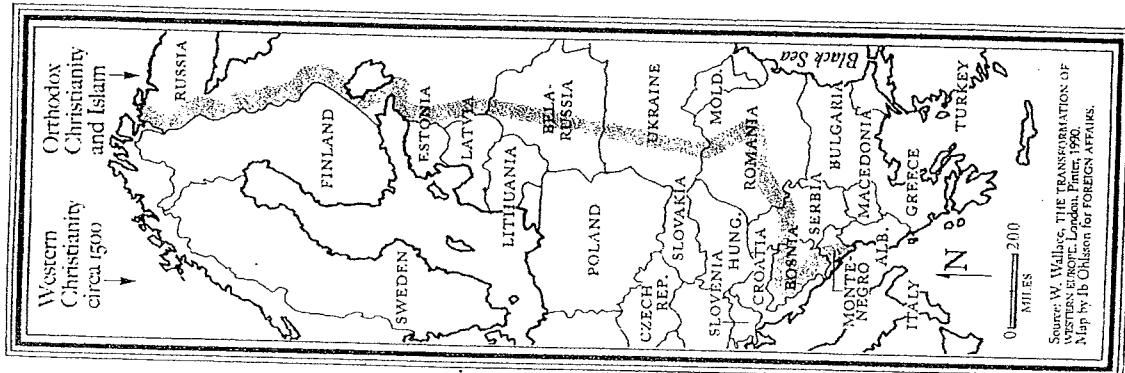 Western
Christianity
circa 1500
Orthodox
Christianity
and Islam
RUSSIA
FINLAND
SWEDEN
ESTONIA
LATVIA
LITHUANIA
BELA-
RUSSIA
POLAND
UKRAINE
CZECH
REP.
SLOVAKIA
MOLD.
HUNG.
SLOVENIA
CROATIA
ROMANIA
BOSNIA
SERBIA
BULGARIA
Black Sea
MONTE
NEGRO
ALB.
MACEDONIA
ITALY
GREECE
TURKEY
N
0 200
MILES
Source: W. Wallace, THE TRANSFORMATION OF
WESTERN EUROPE. London, Pinter, 1990.
Map by Ib Ohlsson for FOREIGN AFFAIRS.